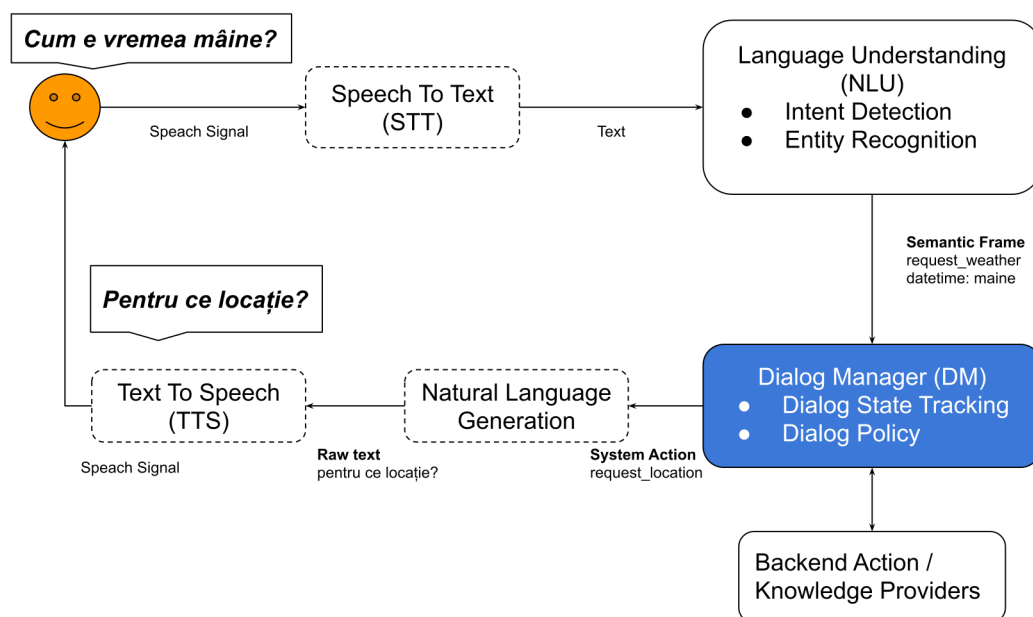 Cum e vremea mâine?
Speech To Text
(STT)
Speach Signal
Text
Language Understanding
(NLU)
● Intent Detection
● Entity Recognition
Semantic Frame
request_weather
datetime: maine
Pentru ce locație?
Text To Speech
(TTS)
Speach Signal
Natural Language
Generation
Raw text
pentru ce locație?
System Action
request_location
Dialog Manager (DM)
● Dialog State Tracking
● Dialog Policy
Backend Action /
Knowledge Providers